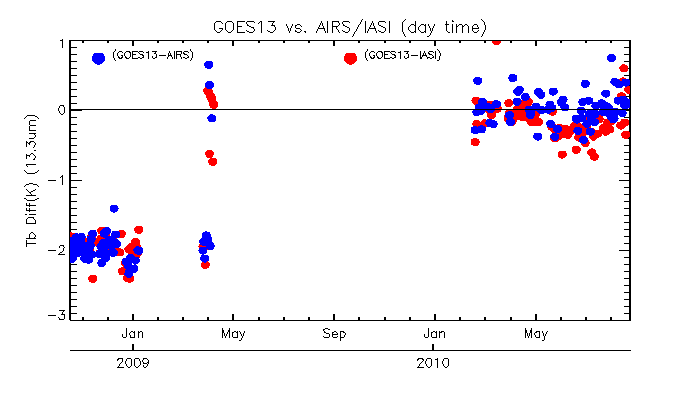 GOES13 vs. AIRS/IASI (day time)
(GOES13-AIRS) (GOES13-IASI)
1
0
-1
-2
-3
Tb Diff(K) (13.3um)
Jan May Sep Jan May
2009 2010